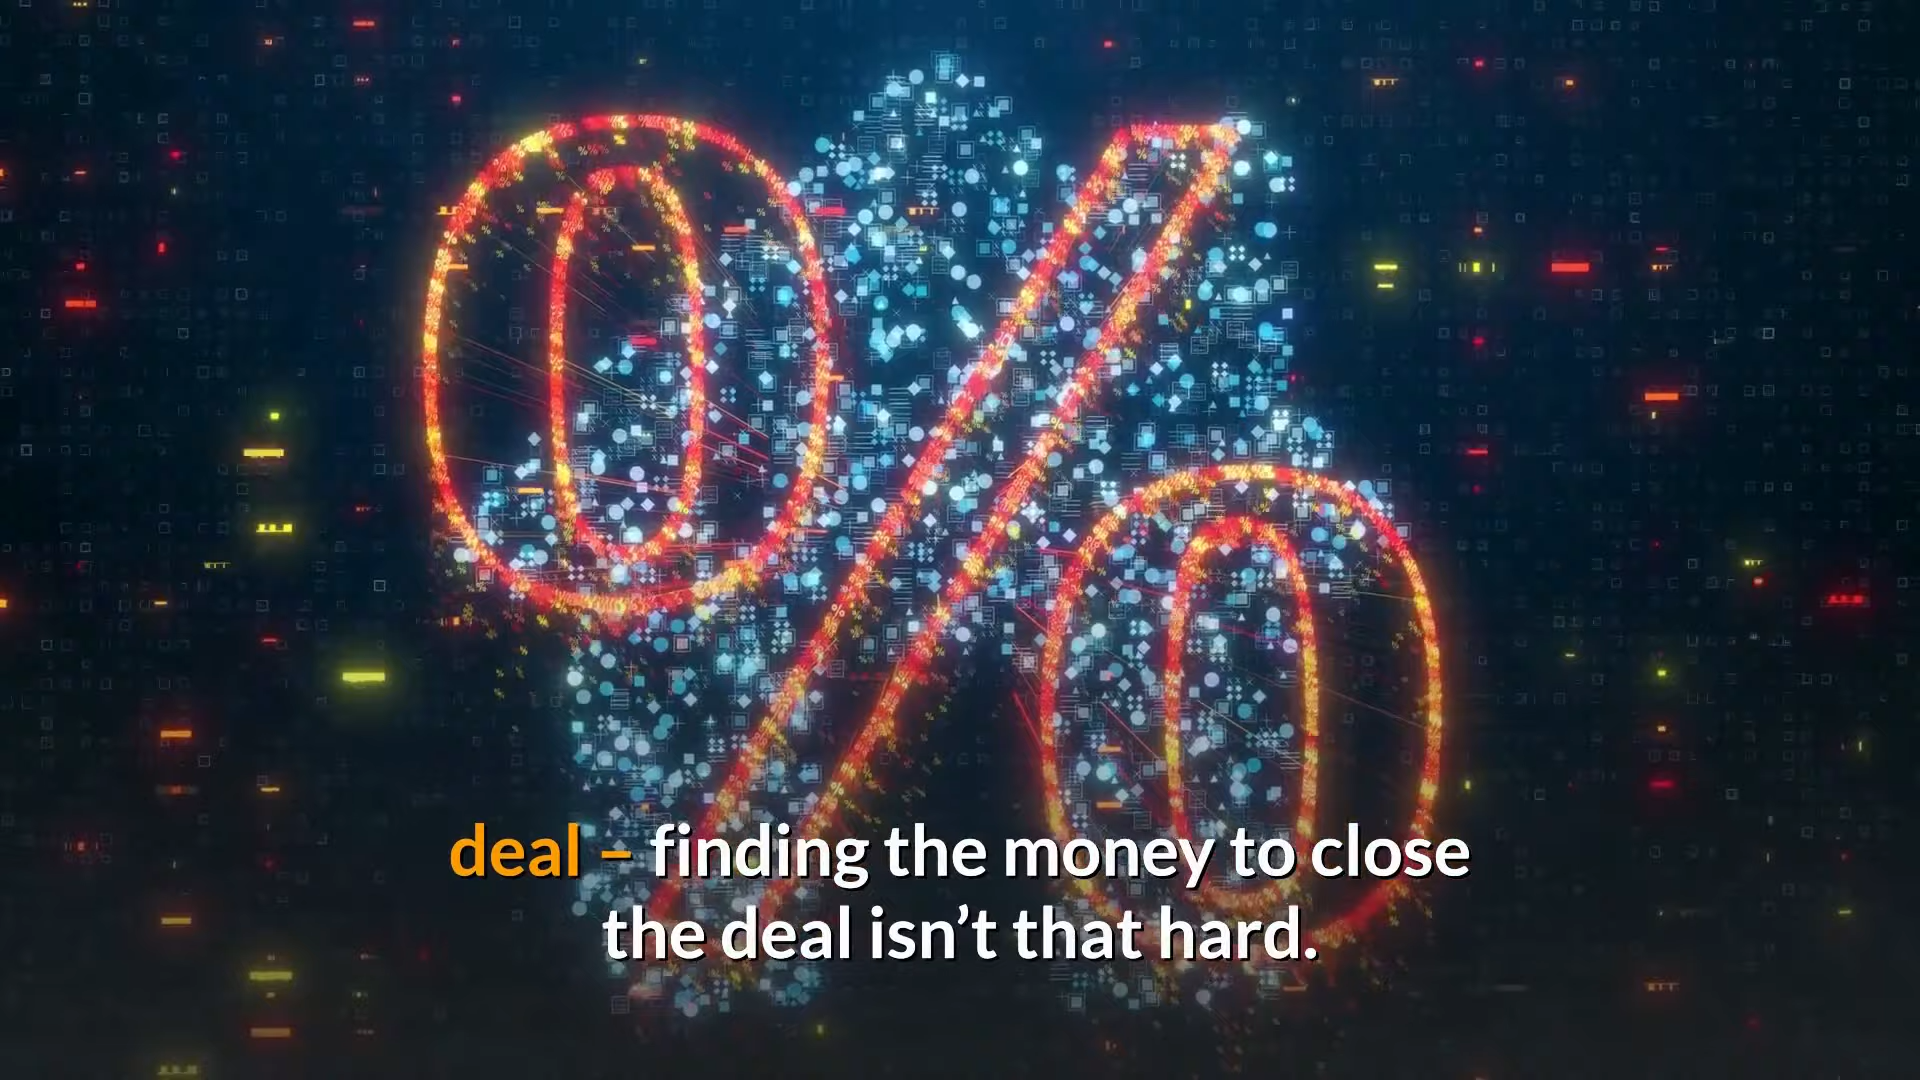 deal – finding the money to close
the deal isn’t that hard.